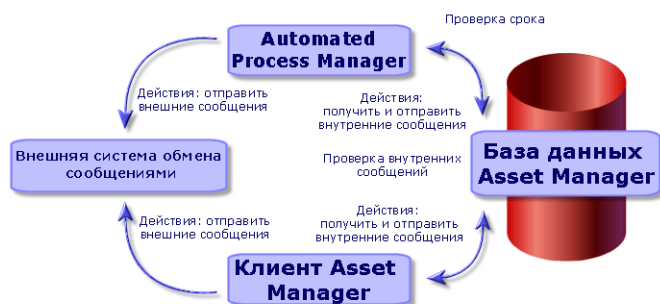 Проверка срока
Automated
Process Manager
Действия: отправить
внешние сообщения
Действия:
получить и отправить
внутренние сообщения
Внешняя система обмена
сообщениями
Проверка внутренних
сообщений
База данных
Asset Manager
Действия: отправить
внешние сообщения
Действия:
получить и отправить
внутренние сообщения
Клиент Asset
Manager